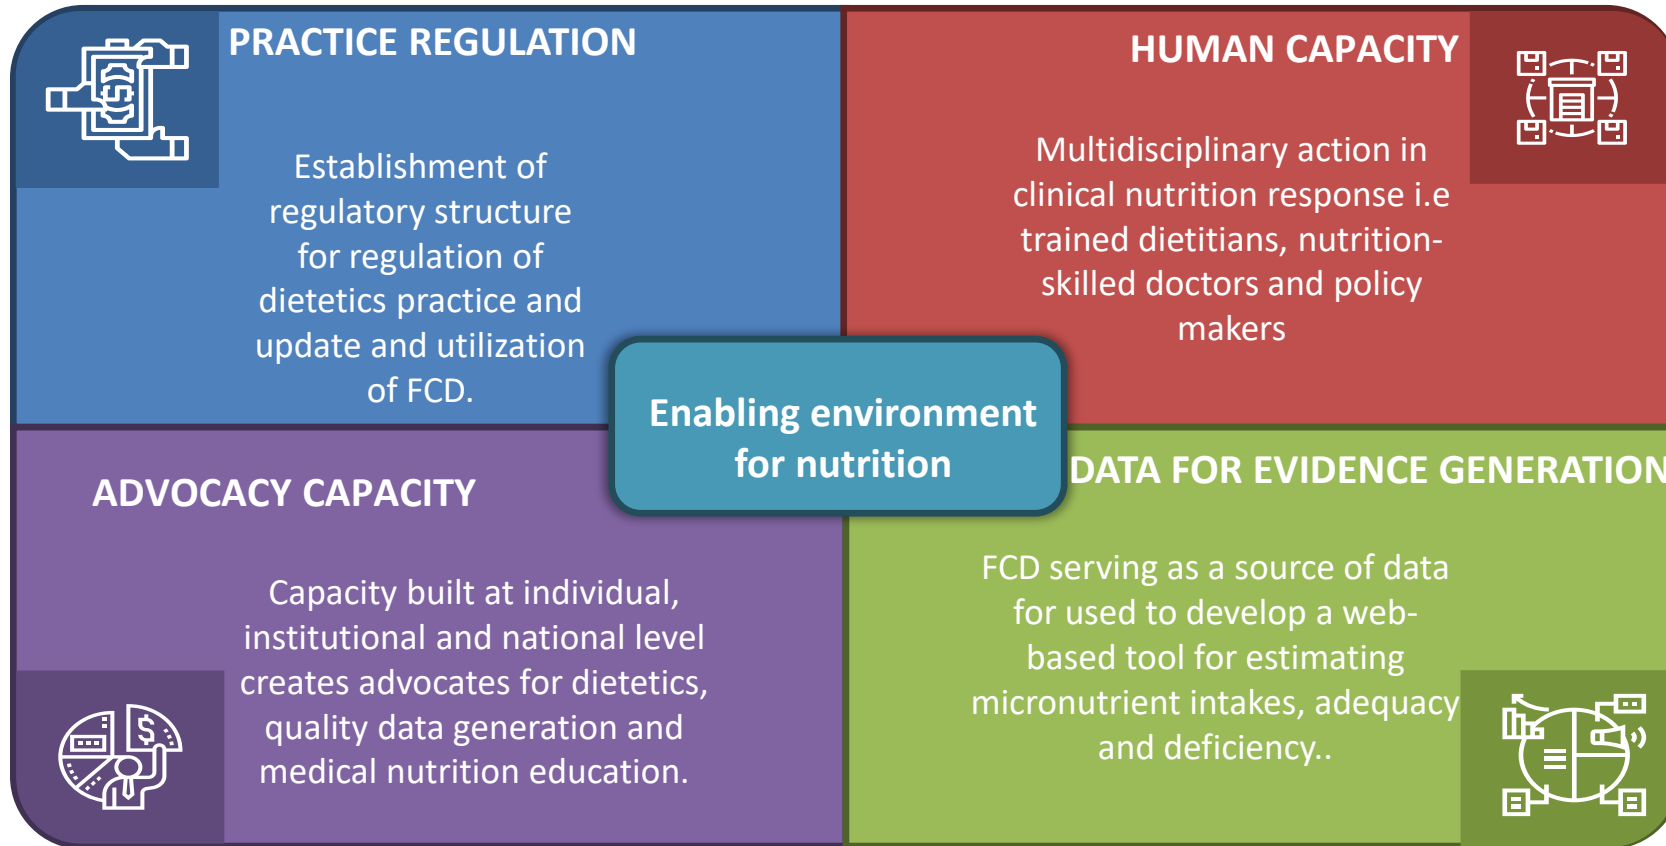 PRACTICE REGULATION
Establishment of
regulatory structure
for regulation of
dietetics practice and
update and utilization
of FCD.
HUMAN CAPACITY
Multidisciplinary action in
clinical nutrition response i.e
trained dietitians, nutrition-
skilled doctors and policy
makers
Enabling environment
for nutrition
ADVOCACY CAPACITY
Capacity built at individual,
institutional and national level
creates advocates for dietetics,
quality data generation and
medical nutrition education.
$
DATA FOR EVIDENCE GENERATION
FCD serving as a source of data
for used to develop a web-
based tool for estimating
micronutrient intakes, adequacy
and deficiency..